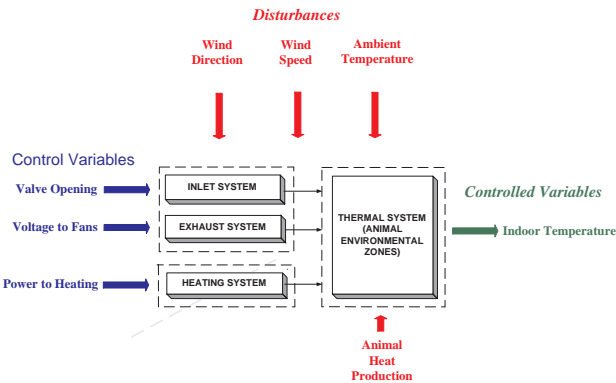 Disturbances
Wind
Direction
Wind
Speed
Ambient
Temperature
Control Variables
Valve Opening
INLET SYSTEM
Voltage to Fans
EXHAUST SYSTEM
Power to Heating
HEATING SYSTEM
THERMAL SYSTEM
(ANIMAL
ENVIRONMENTAL
ZONES)
Controlled Variables
Indoor Temperature
Animal
Heat
Production